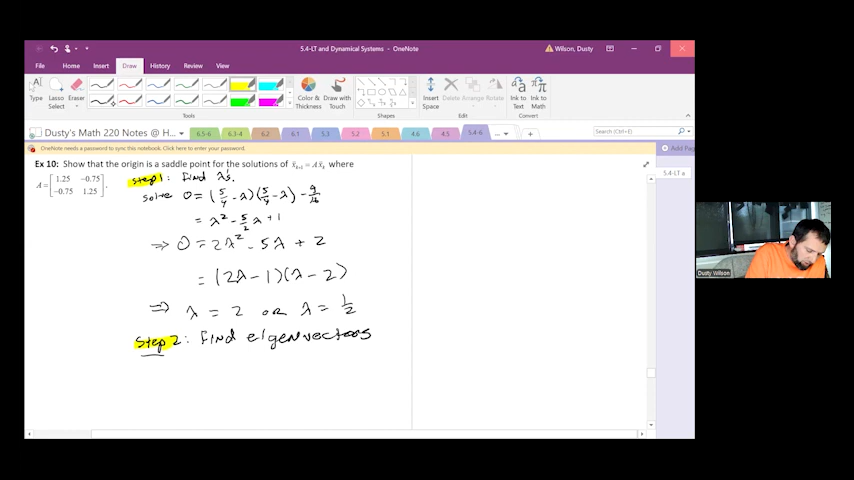 5.4-LT and Dynamical Systems - OneNote
Wilson, Dusty
File Home Insert Draw History Review View
Type Lasso Select Eraser Color & Thickness Draw with Touch Insert Space Delete Arrange Rotate Ink to Text Ink to Math
Tools Shapes Edit Convert
Dusty's Math 220 Notes @ H... 6.5-6 6.3-4 6.2 6.1 5.3 5.2 5.1 4.6 4.5 5.4-6 ... + Search (Ctrl+E)
OneNote needs a password to sync this notebook. Click here to enter your password.
Add Page
5.4-LT a
Ex 10: Show that the origin is a saddle point for the solutions of x̄ₖ₊₁ = A x̄ₖ where
A = [1.25 −0.75; −0.75 1.25].
Step 1: Find λ's.
Solve 0 = (5/4 − λ)(5/4 − λ) − 9/16
= λ² − 5/2 λ + 1
⇒ 0 = 2λ² − 5λ + 2
= (2λ − 1)(λ − 2)
⇒ λ = 2 or λ = 1/2
Step 2: Find eigenvectors
Dusty Wilson